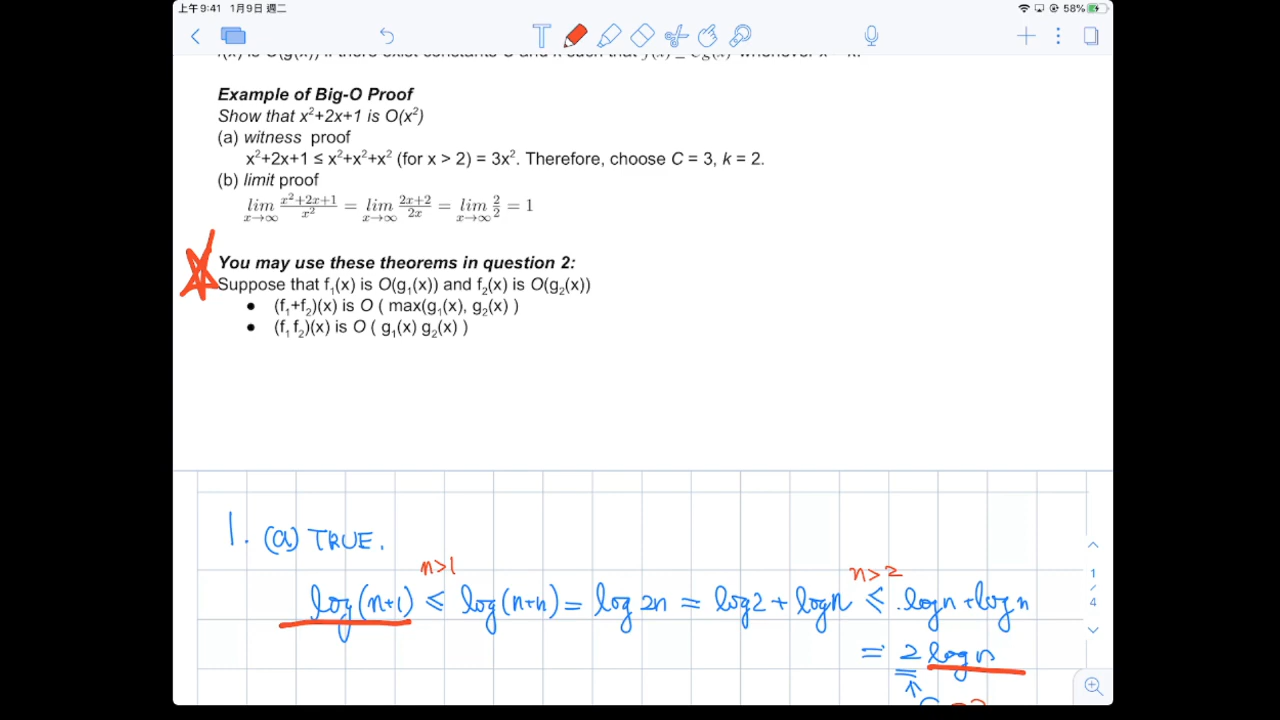 上午9:41 1月9日 週二 58%
Example of Big-O Proof
Show that x²+2x+1 is O(x²)
(a) witness proof
x²+2x+1 ≤ x²+x²+x² (for x > 2) = 3x². Therefore, choose C = 3, k = 2.
(b) limit proof
lim x→∞ (x²+2x+1)/x² = lim x→∞ (2x+2)/2x = lim x→∞ 2/2 = 1
You may use these theorems in question 2:
Suppose that f₁(x) is O(g₁(x)) and f₂(x) is O(g₂(x))
• (f₁+f₂)(x) is O ( max(g₁(x), g₂(x) )
• (f₁ f₂)(x) is O ( g₁(x) g₂(x) )
1. (a) TRUE.
n>1 n>2
log(n+1) ≤ log(n+n) = log 2n = log2 + logn ≤ logn + logn
= 2 logn
1/4